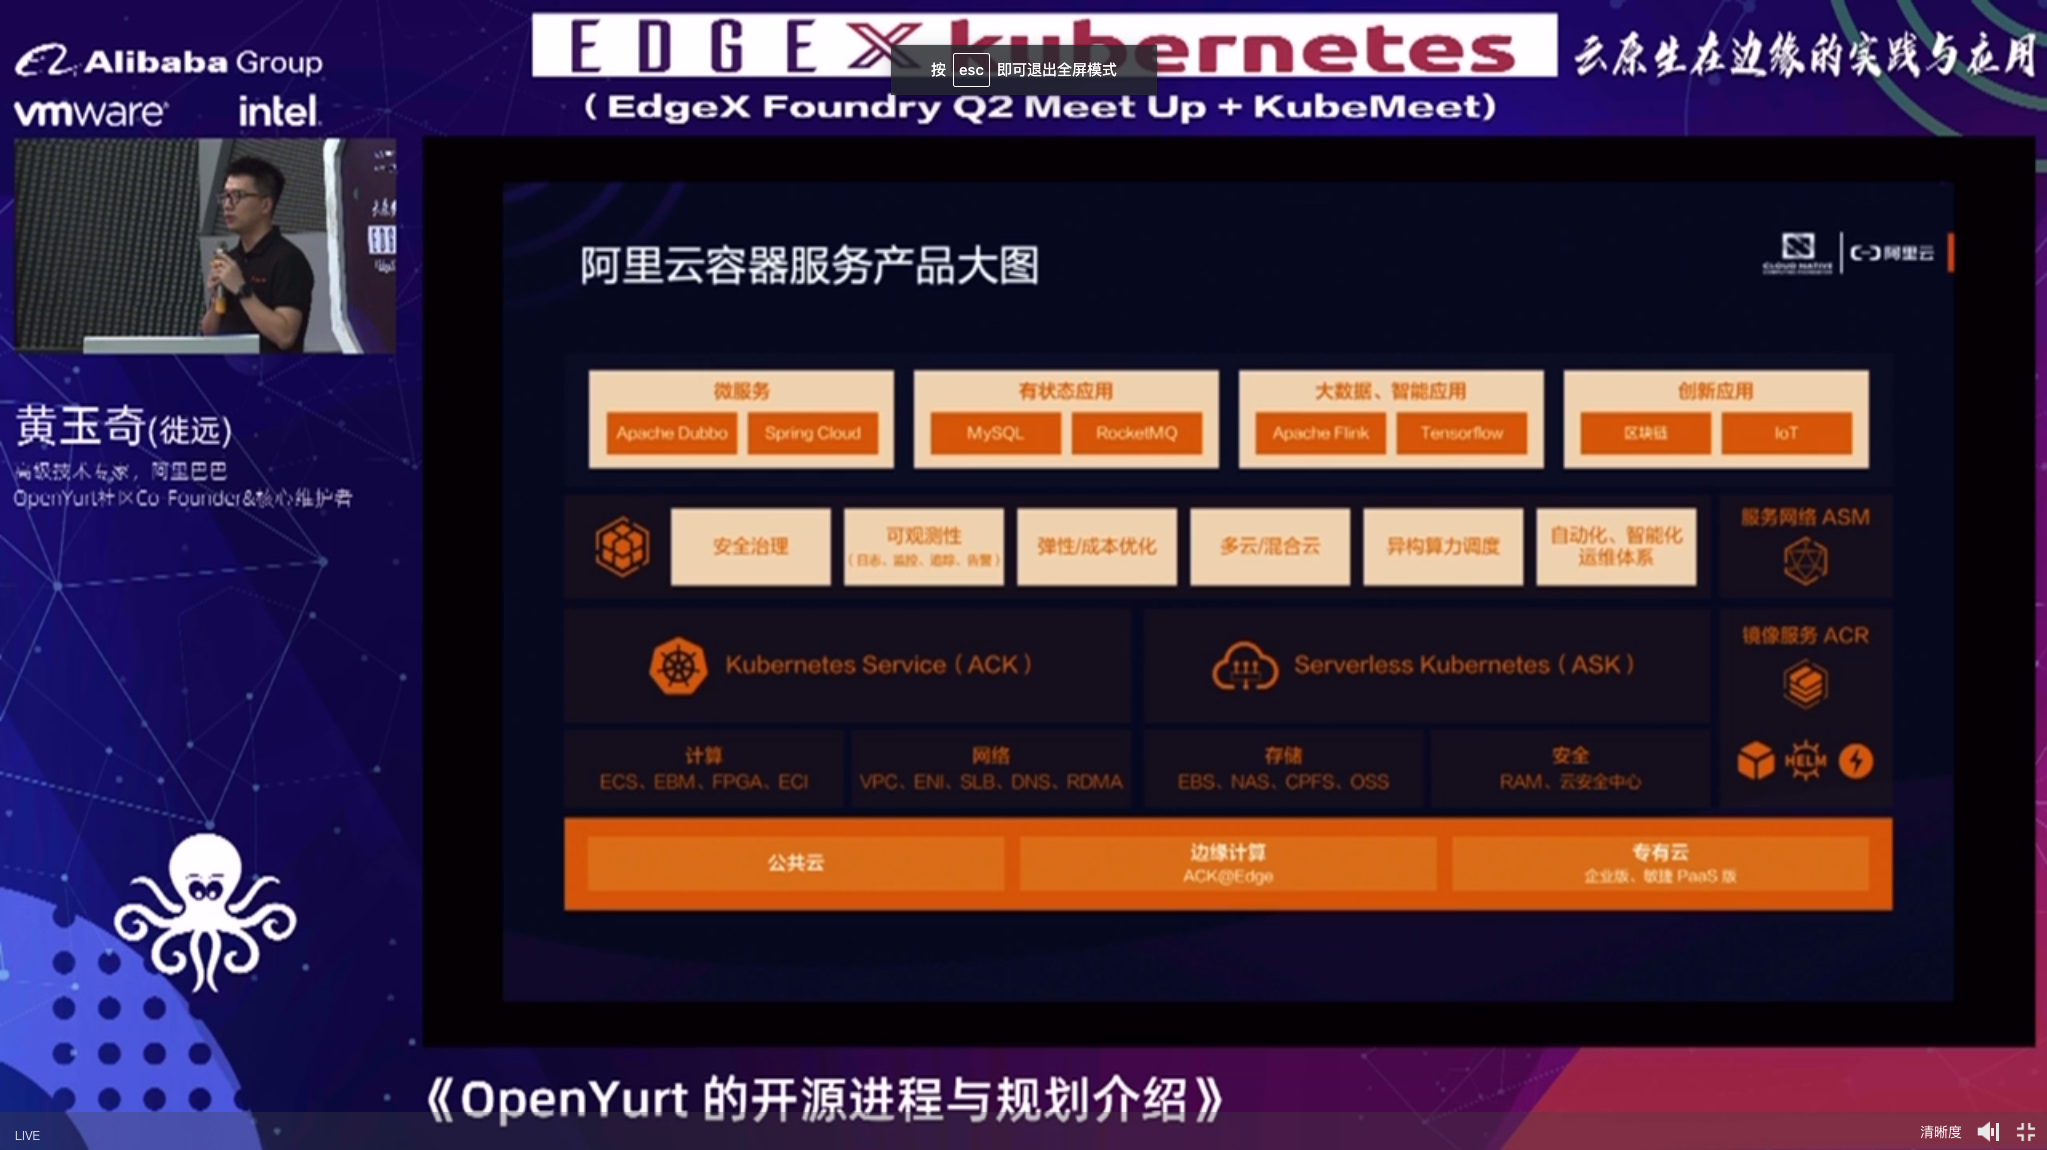 Alibaba Group
vmware intel.
EDGE X kubernetes
按 esc 即可退出全屏模式
( EdgeX Foundry Q2 Meet Up + KubeMeet)
云原生在边缘的实践与应用
黄玉奇(徙远)
高级技术专家，阿里巴巴
OpenYurt社区Co-Founder&核心维护者
阿里云容器服务产品大图
CLOUD NATIVE
阿里云
微服务
Apache Dubbo Spring Cloud
有状态应用
MySQL RocketMQ
大数据、智能应用
Apache Flink Tensorflow
创新应用
区块链 IoT
安全治理
可观测性
（日志、监控、追踪、告警）
弹性/成本优化
多云/混合云
异构算力调度
自动化、智能化
运维体系
服务网络 ASM
Kubernetes Service（ACK）
Serverless Kubernetes（ASK）
镜像服务 ACR
HELM
计算
ECS、EBM、FPGA、ECI
网络
VPC、ENI、SLB、DNS、RDMA
存储
EBS、NAS、CPFS、OSS
安全
RAM、云安全中心
公共云
边缘计算
ACK@Edge
专有云
企业版、敏捷 PaaS 版
《OpenYurt 的开源进程与规划介绍》
LIVE
清晰度